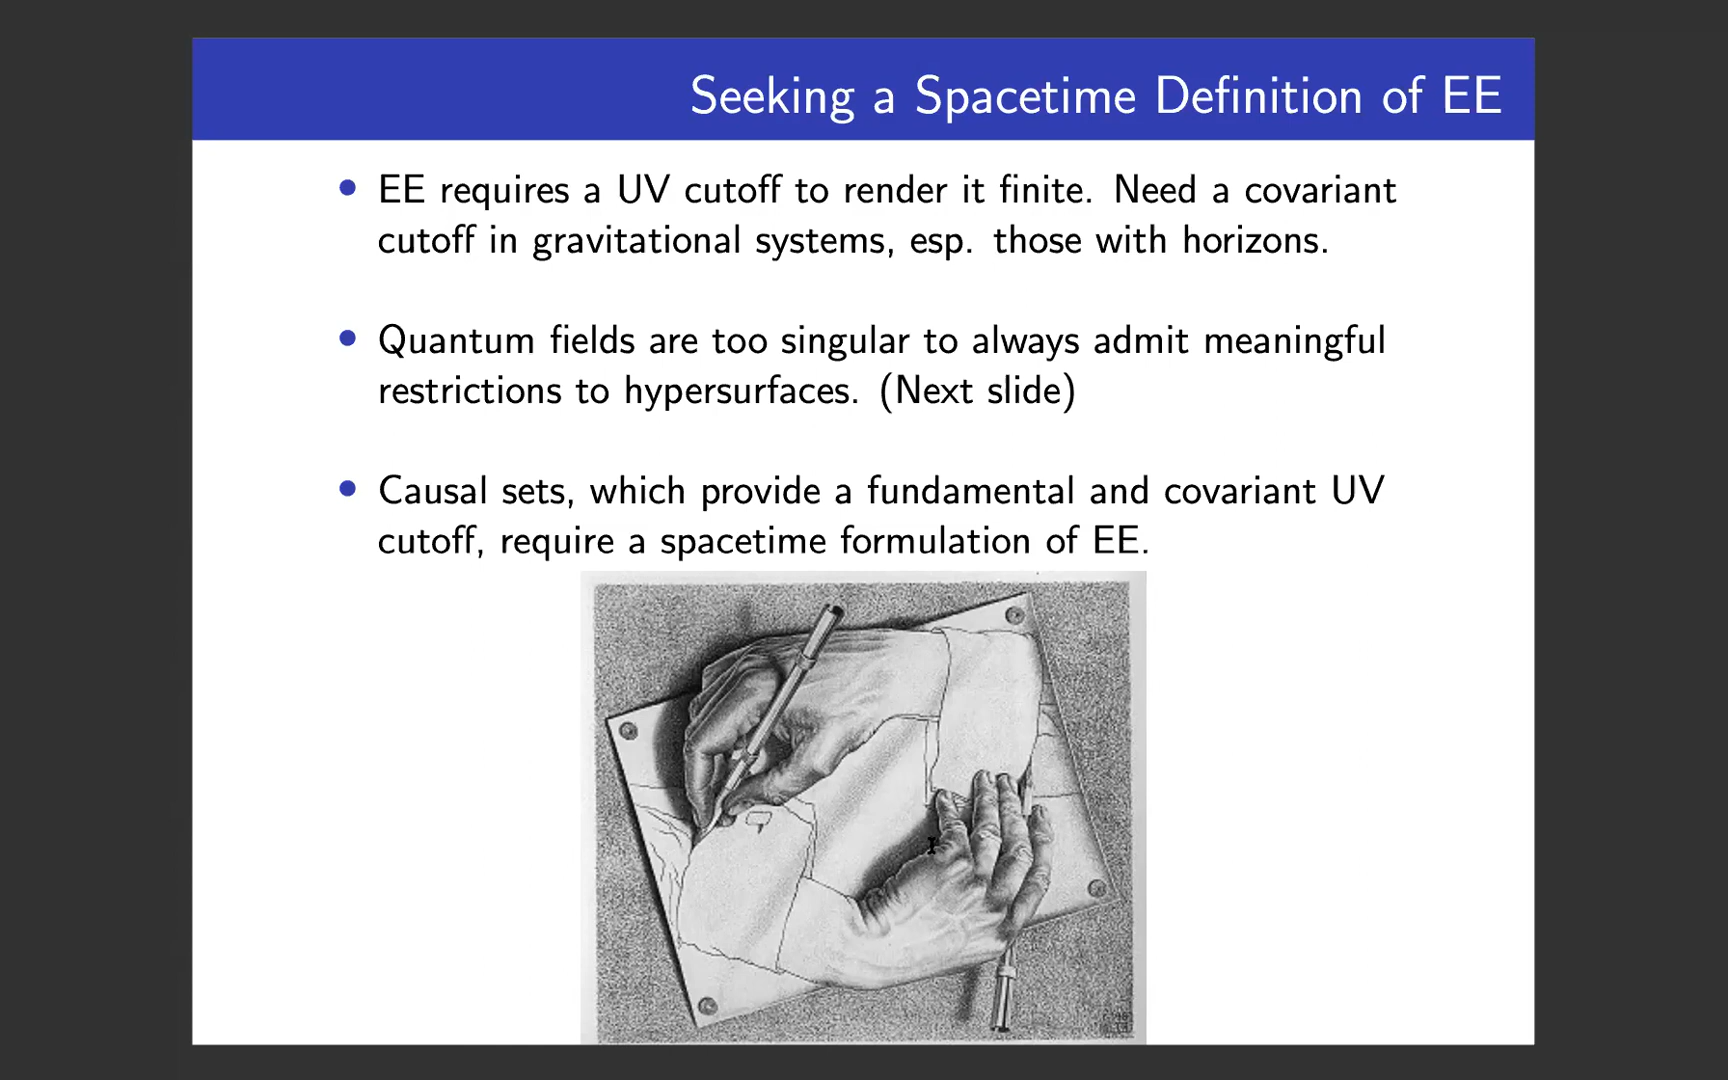 Seeking a Spacetime Definition of EE
• EE requires a UV cutoff to render it finite. Need a covariant
cutoff in gravitational systems, esp. those with horizons.
• Quantum fields are too singular to always admit meaningful
restrictions to hypersurfaces. (Next slide)
• Causal sets, which provide a fundamental and covariant UV
cutoff, require a spacetime formulation of EE.